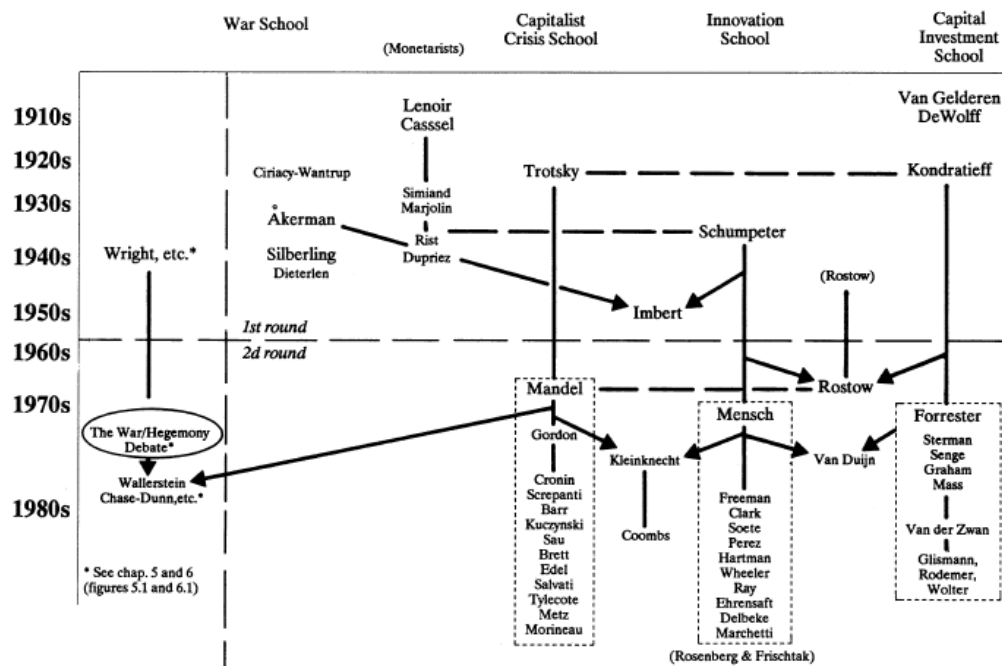 War School
(Monetarists)
Capitalist
Crisis School
Innovation
School
Capital
Investment
School
1910s
Lenoir
Casssel
Van Gelderen
DeWolff
1920s
Ciriacy-Wantrup
Trotsky
Kondratieff
1930s
Simiand
Marjolin
Åkerman
Rist
Dupriez
Schumpeter
1940s
Wright, etc.*
Silberling
Dieterlen
(Rostow)
1950s
Imbert
1st round
1960s
2d round
Mandel
Rostow
1970s
Mensch
Forrester
The War/Hegemony
Debate*
Gordon
Kleinknecht
Van Duijn
Sterman
Senge
Graham
Mass
Wallerstein
Chase-Dunn,etc.*
1980s
Cronin
Screpanti
Barr
Kuczynski
Sau
Brett
Edel
Salvati
Tylecote
Metz
Morineau
Coombs
Freeman
Clark
Soete
Perez
Hartman
Wheeler
Ray
Ehrensaft
Delbeke
Marchetti
(Rosenberg & Frischtak)
Van der Zwan
Glismann,
Rodemer,
Wolter
* See chap. 5 and 6
(figures 5.1 and 6.1)